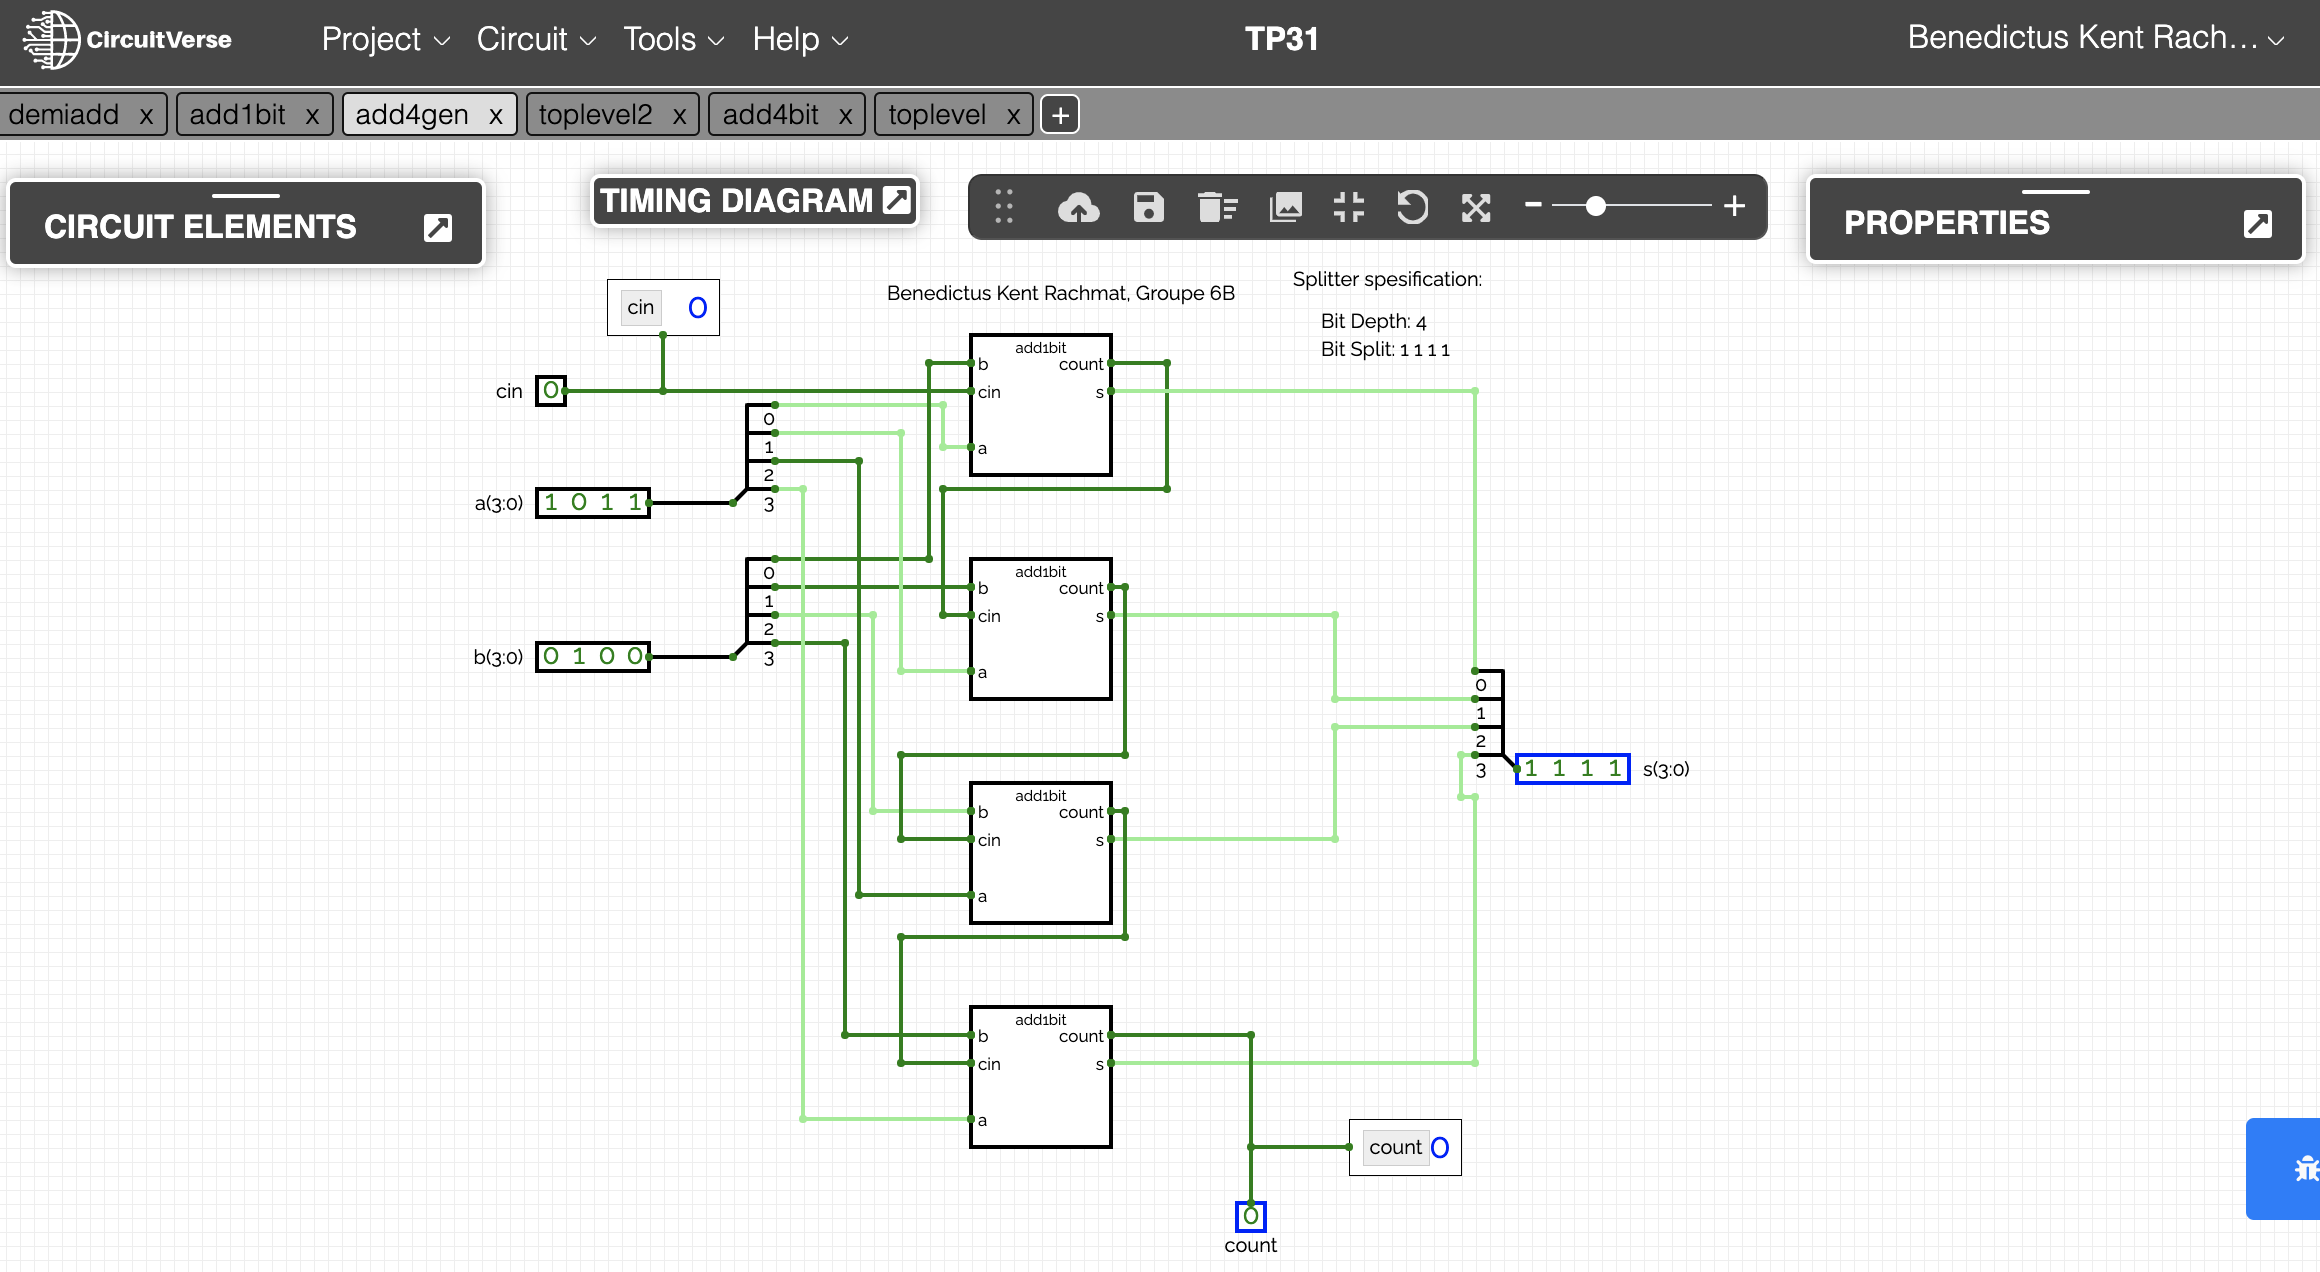 CircuitVerse
Project Circuit Tools Help
TP31
Benedictus Kent Rach...
demiadd x add1bit x add4gen x toplevel2 x add4bit x toplevel x +
CIRCUIT ELEMENTS
TIMING DIAGRAM
PROPERTIES
cin 0
Benedictus Kent Rachmat, Groupe 6B
Splitter spesification:
Bit Depth: 4
Bit Split: 1 1 1 1
cin 0
a(3:0) 1 0 1 1
0
1
2
3
b(3:0) 0 1 0 0
0
1
2
3
add1bit
b count
cin s
a
add1bit
b count
cin s
a
add1bit
b count
cin s
a
add1bit
b count
cin s
a
0
1
2
3
1 1 1 1 s(3:0)
count 0
0
count